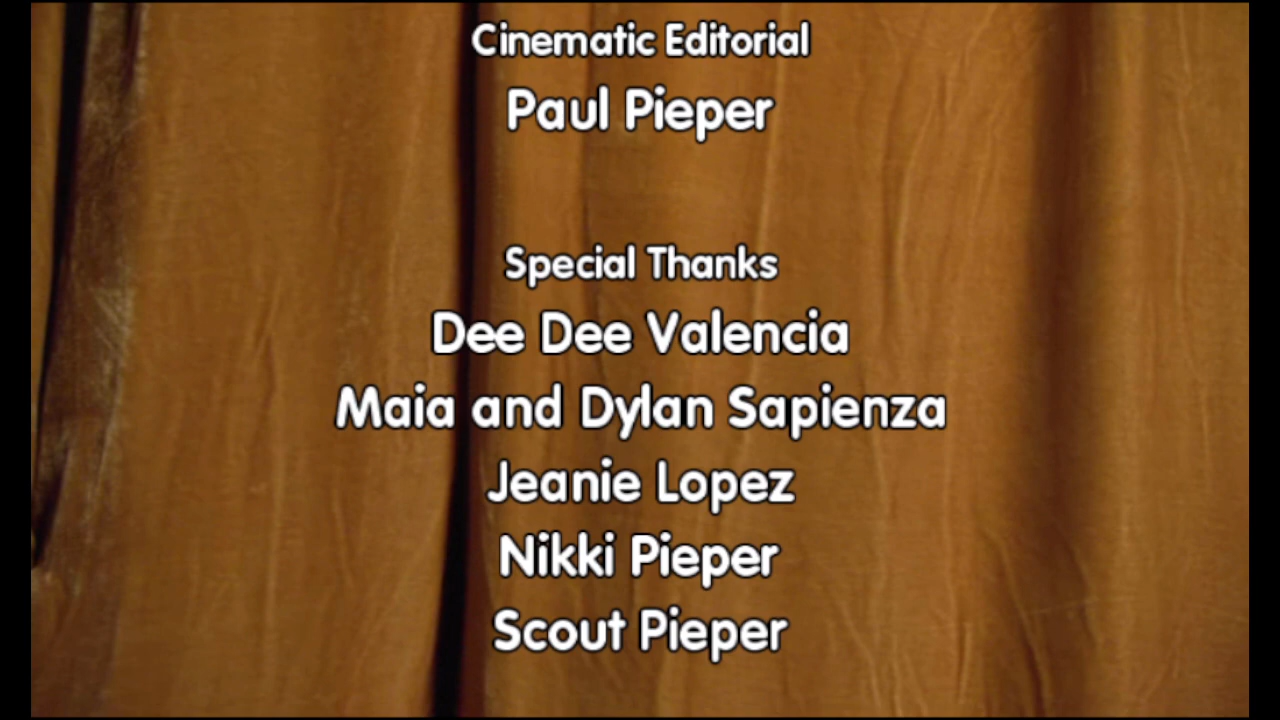 Cinematic Editorial
Paul Pieper
Special Thanks
Dee Dee Valencia
Maia and Dylan Sapienza
Jeanie Lopez
Nikki Pieper
Scout Pieper